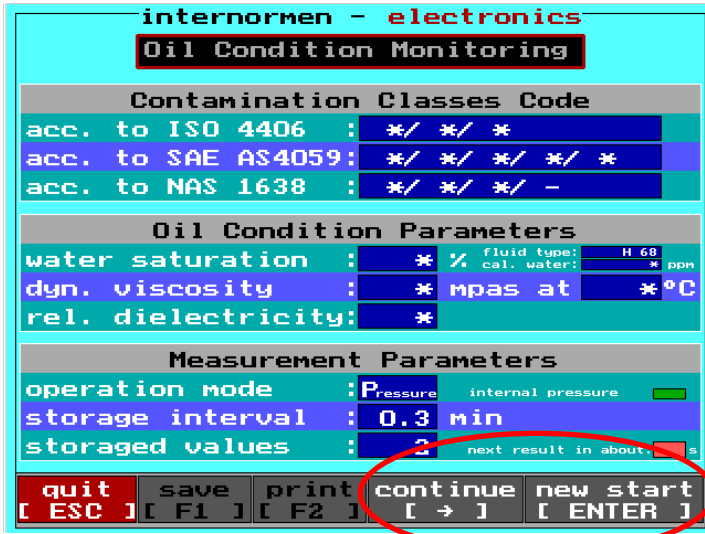 internormen - electronics
Oil Condition Monitoring
Contamination Classes Code
acc. to ISO 4406 : */ */ *
acc. to SAE AS4059: */ */ */ */ *
acc. to NAS 1638 : */ */ */ -
Oil Condition Parameters
water saturation : * % fluid type: H 68
cal. water: * ppm
dyn. viscosity : * mpas at * °C
rel. dielectricity: *
Measurement Parameters
operation mode : Pressure internal pressure
storage interval : 0.3 min
storaged values : next result in about. s
quit save print continue new start
[ ESC ] [ F1 ] [ F2 ] [ → ] [ ENTER ]